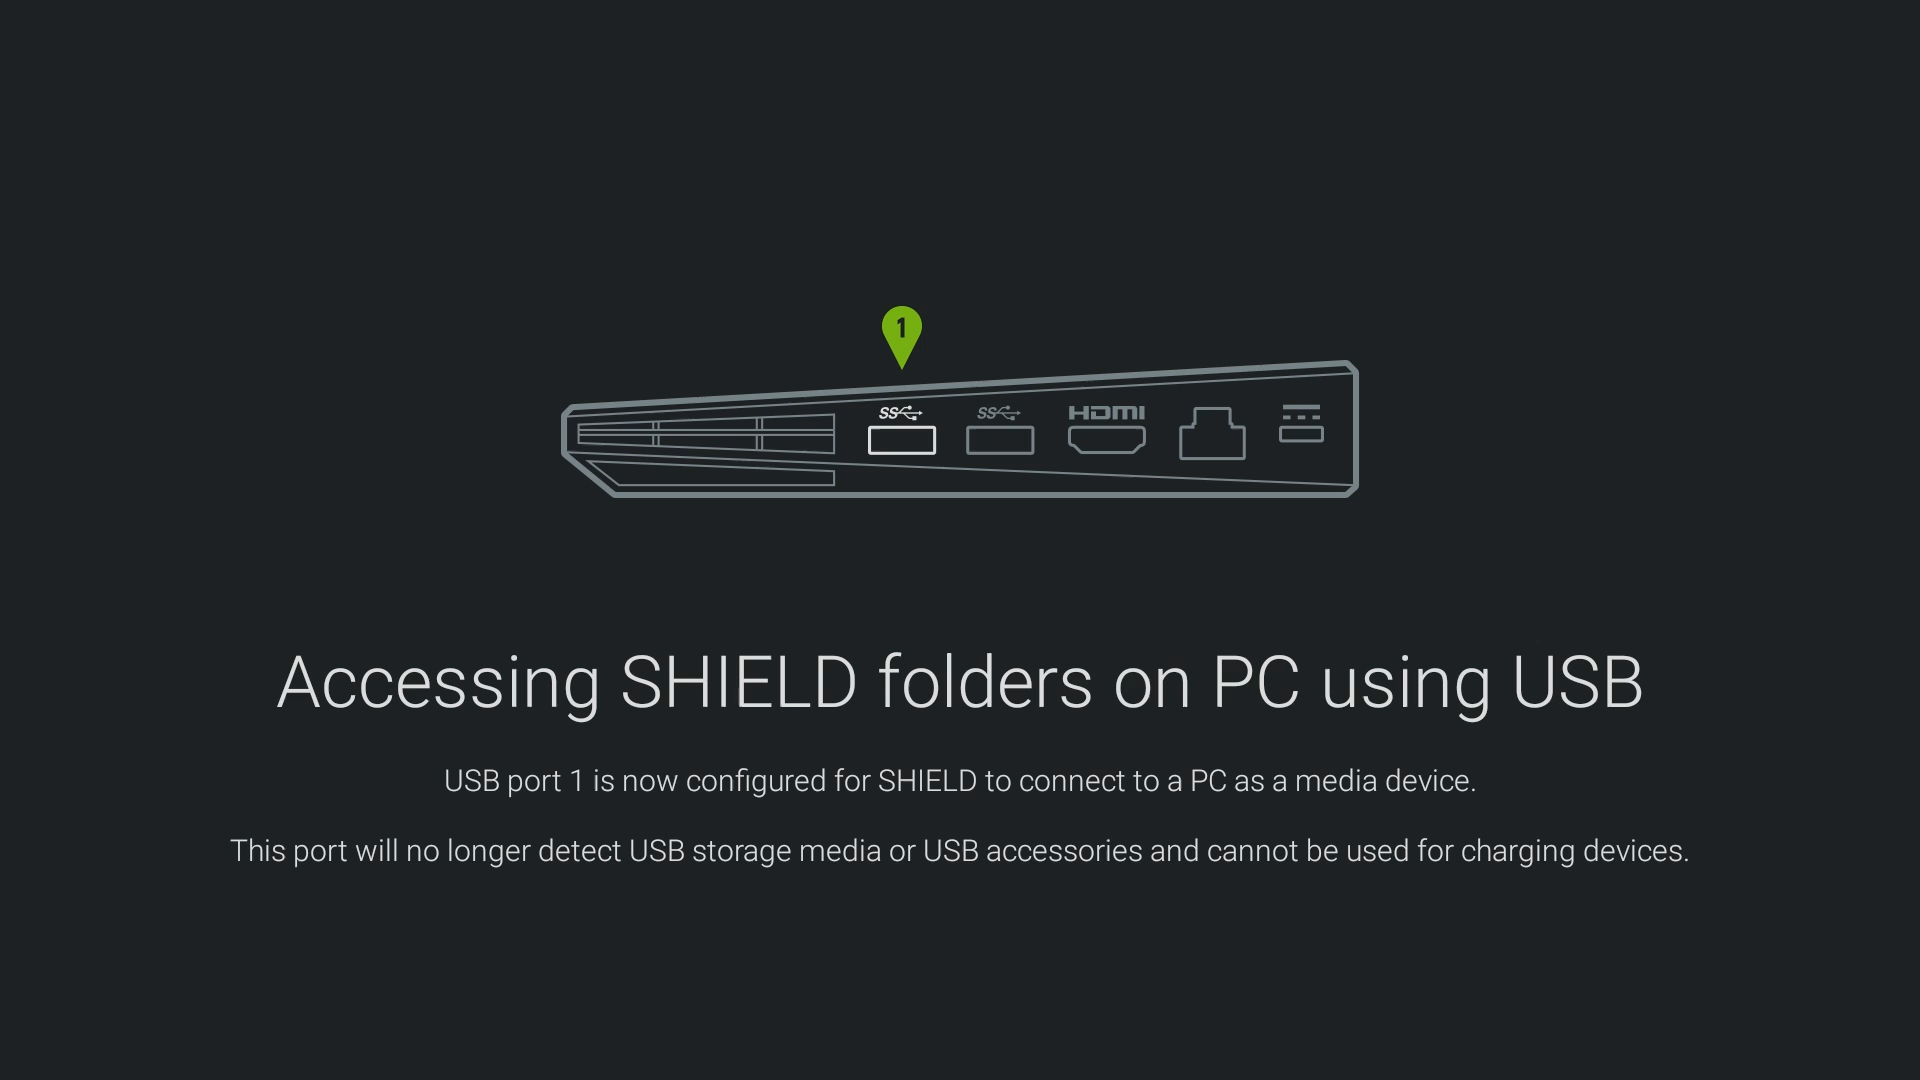 1
SS SS HDMI
Accessing SHIELD folders on PC using USB
USB port 1 is now configured for SHIELD to connect to a PC as a media device.
This port will no longer detect USB storage media or USB accessories and cannot be used for charging devices.